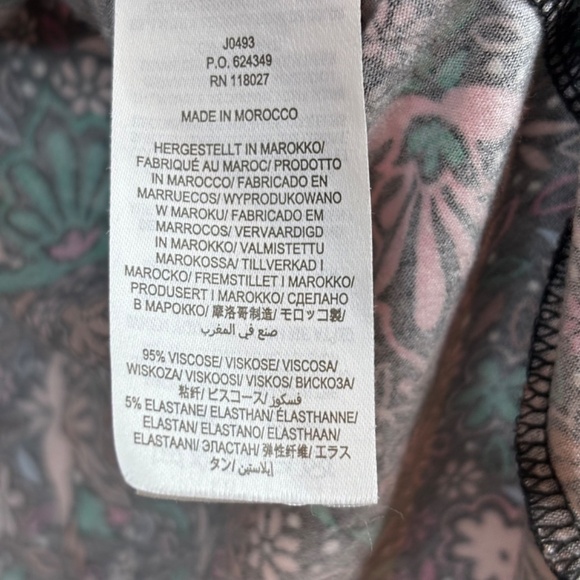 J0493
P.O. 624349
RN 118027
MADE IN MOROCCO
HERGESTELLT IN MAROKKO/
FABRIQUÉ AU MAROC/ PRODOTTO
IN MAROCCO/ FABRICADO EN
MARRUECOS/ WYPRODUKOWANO
W MAROKU/ FABRICADO EM
MARROCOS/ VERVAARDIGD
IN MAROKKO/ VALMISTETTU
MAROKOSSA/ TILLVERKAD I
MAROCKO/ FREMSTILLET I MAROKKO/
PRODUSERT I MAROKKO/ СДЕЛАНО
В МАРОККО/ 摩洛哥制造/ モロッコ製/
صنع في المغرب
95% VISCOSE/ VISKOSE/ VISCOSA/
WISKOZA/ VISKOOSI/ VISKOS/ ВИСКОЗА/
粘纤/ ビスコース/ فسكوز/
5% ELASTANE/ ELASTHAN/ ÉLASTHANNE/
ELASTAN/ ELASTANO/ ELASTHAAN/
ELASTAANI/ ЭЛАСТАН/ 弹性纤维/ エラス
タン/ إيلاستين/